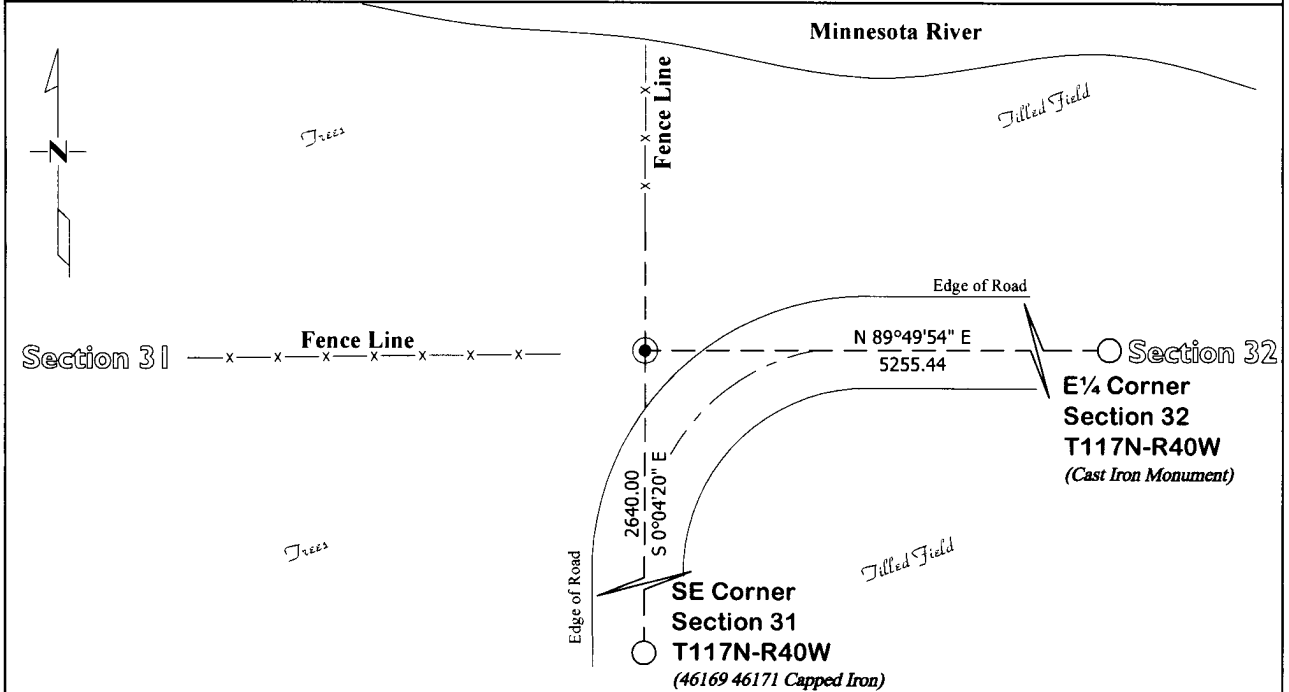 Minnesota River
N
Trees
Fence Line
Tilled Field
Edge of Road
Section 31
Fence Line
N 89°49'54" E
5255.44
Section 32
E¼ Corner
Section 32
T117N-R40W
(Cast Iron Monument)
2640.00
S 0°04'20" E
Trees
Tilled Field
Edge of Road
SE Corner
Section 31
T117N-R40W
(46169 46171 Capped Iron)